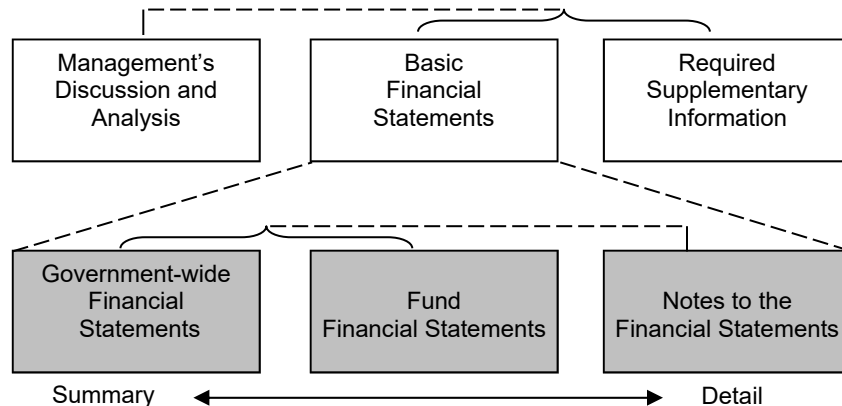 Management’s
Discussion and
Analysis
Basic
Financial
Statements
Required
Supplementary
Information
Government-wide
Financial
Statements
Fund
Financial Statements
Notes to the
Financial Statements
Summary
Detail